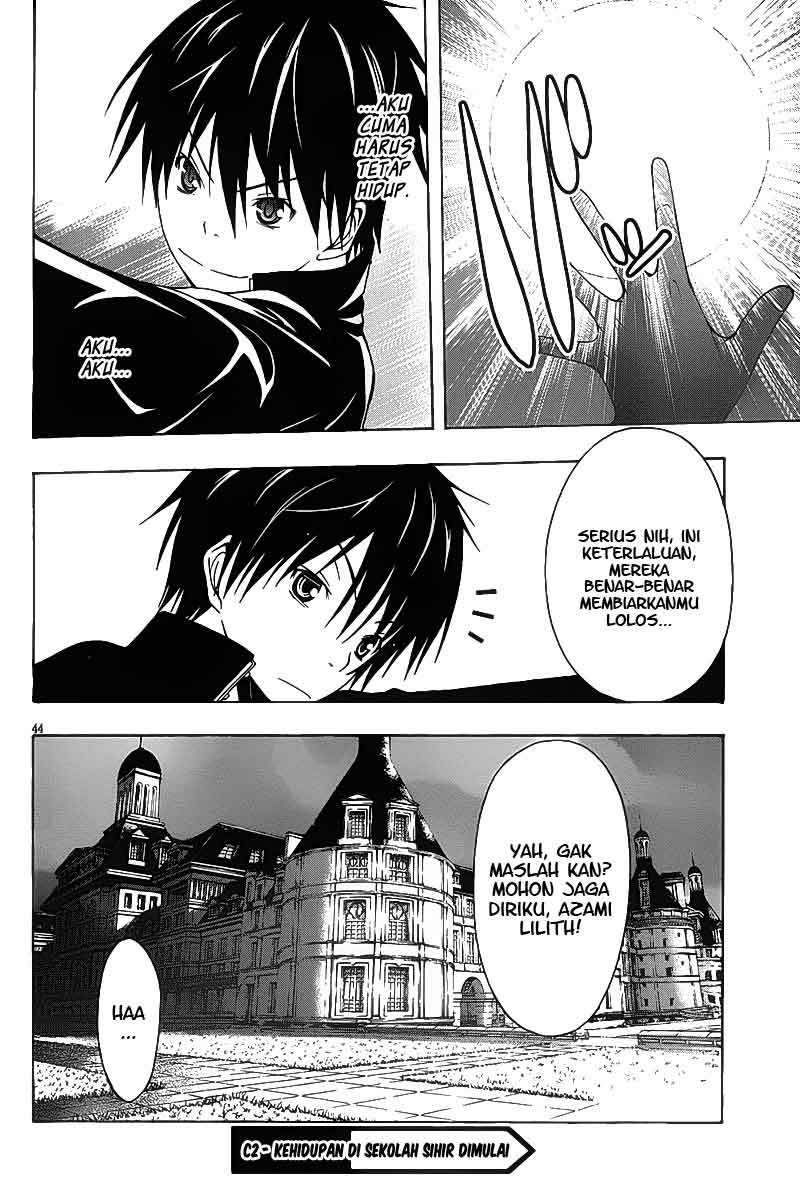 ...AKU
CUMA
HARUS
TETAP
HIDUP.
AKU...
AKU...
SERIUS NIH, INI
KETERLALUAN,
MEREKA
BENAR-BENAR
MEMBIARKANMU
LOLOS...
44
YAH, GAK
MASLAH KAN?
MOHON JAGA
DIRIKU, AZAMI
LILITH!
HAA
...
C2 - KEHIDUPAN DI SEKOLAH SIHIR DIMULAI